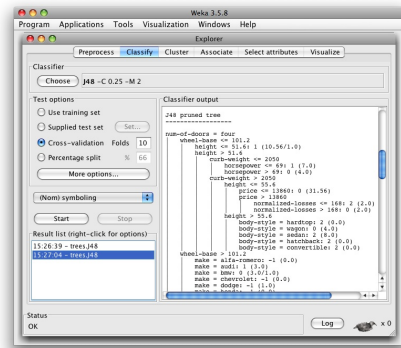 Weka 3.5.8
Program Applications Tools Visualization Windows Help
Explorer
Preprocess Classify Cluster Associate Select attributes Visualize
Classifier
Choose J48 -C 0.25 -M 2
Test options
Use training set
Supplied test set Set...
Cross-validation Folds 10
Percentage split % 66
More options...
(Nom) symboling
Start Stop
Result list (right-click for options)
15:26:39 - trees.J48
15:27:04 - trees.J48
Classifier output
J48 pruned tree
------------------
num-of-doors = four
| wheel-base <= 101.2
| | height <= 51.6: 1 (10.56/1.0)
| | height > 51.6
| | | curb-weight <= 2050
| | | | horsepower <= 69: 1 (7.0)
| | | | horsepower > 69: 0 (4.0)
| | | curb-weight > 2050
| | | | height <= 55.6
| | | | | price <= 13860: 0 (31.56)
| | | | | price > 13860
| | | | | | normalized-losses <= 168: 2 (2.0)
| | | | | | normalized-losses > 168: 0 (2.0)
| | | | height > 55.6
| | | | | body-style = hardtop: 2 (0.0)
| | | | | body-style = wagon: 0 (4.0)
| | | | | body-style = sedan: 2 (8.0)
| | | | | body-style = hatchback: 2 (0.0)
| | | | | body-style = convertible: 2 (0.0)
| wheel-base > 101.2
| | make = alfa-romero: -1 (0.0)
| | make = audi: 1 (3.0)
| | make = bmw: 0 (3.0/1.0)
| | make = chevrolet: -1 (0.0)
| | make = dodge: -1 (1.0)
Status
OK
Log x 0